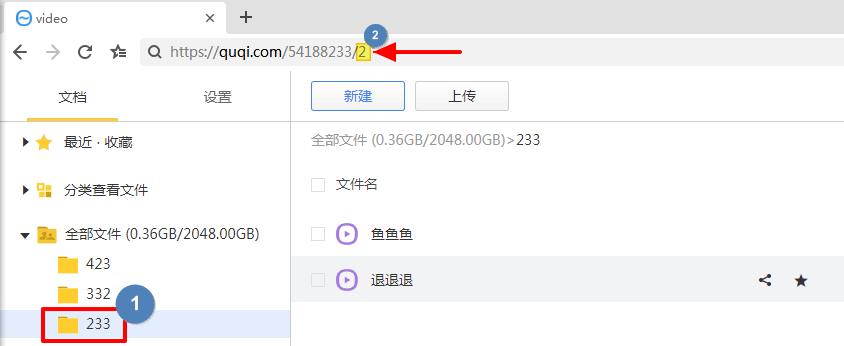 video
2
https://quqi.com/54188233/2
文档
设置
新建
上传
最近 · 收藏
分类查看文件
全部文件 (0.36GB/2048.00GB)
423
332
1
233
全部文件 (0.36GB/2048.00GB)>233
文件名
鱼鱼鱼
退退退